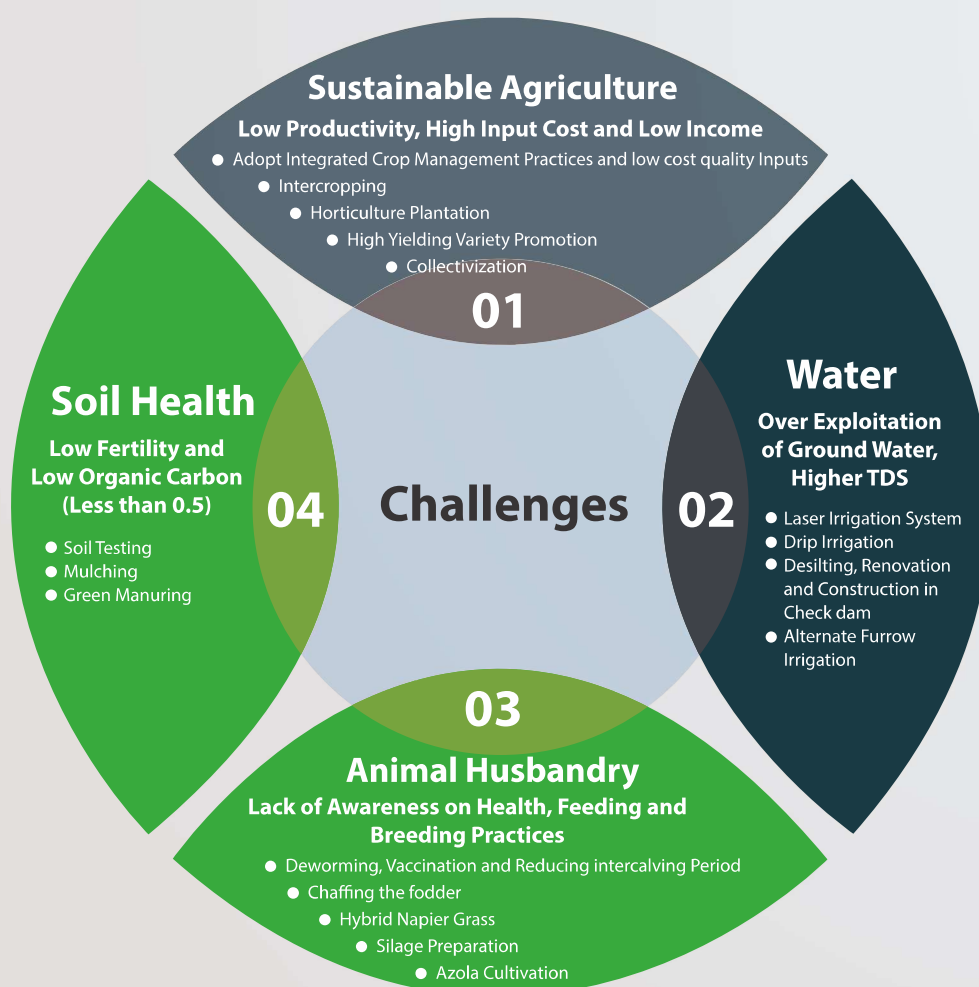 Sustainable Agriculture
Low Productivity, High Input Cost and Low Income
● Adopt Integrated Crop Management Practices and low cost quality Inputs
● Intercropping
● Horticulture Plantation
● High Yielding Variety Promotion
● Collectivization
01
Water
Over Exploitation
of Ground Water,
Higher TDS
● Laser Irrigation System
● Drip Irrigation
● Desilting, Renovation
and Construction in
Check dam
● Alternate Furrow
Irrigation
02
Challenges
03
Animal Husbandry
Lack of Awareness on Health, Feeding and
Breeding Practices
● Deworming, Vaccination and Reducing intercalving Period
● Chaffing the fodder
● Hybrid Napier Grass
● Silage Preparation
● Azola Cultivation
Soil Health
Low Fertility and
Low Organic Carbon
(Less than 0.5)
● Soil Testing
● Mulching
● Green Manuring
04